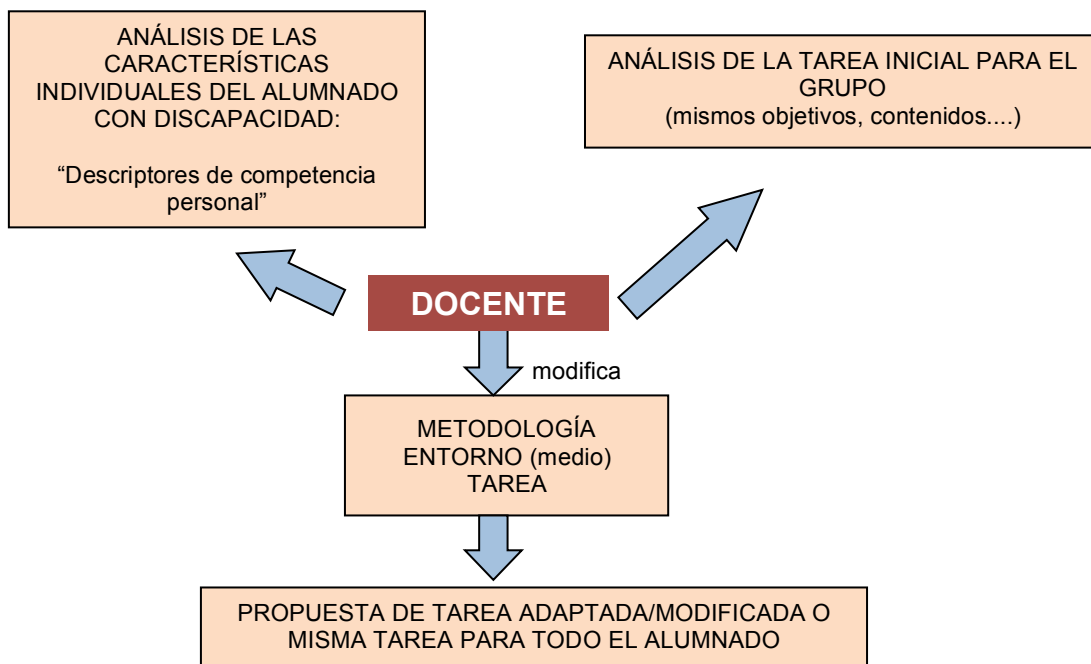 ANÁLISIS DE LAS
CARACTERÍSTICAS
INDIVIDUALES DEL ALUMNADO
CON DISCAPACIDAD:
“Descriptores de competencia
personal”
ANÁLISIS DE LA TAREA INICIAL PARA EL
GRUPO
(mismos objetivos, contenidos....)
DOCENTE
modifica
METODOLOGÍA
ENTORNO (medio)
TAREA
PROPUESTA DE TAREA ADAPTADA/MODIFICADA O
MISMA TAREA PARA TODO EL ALUMNADO